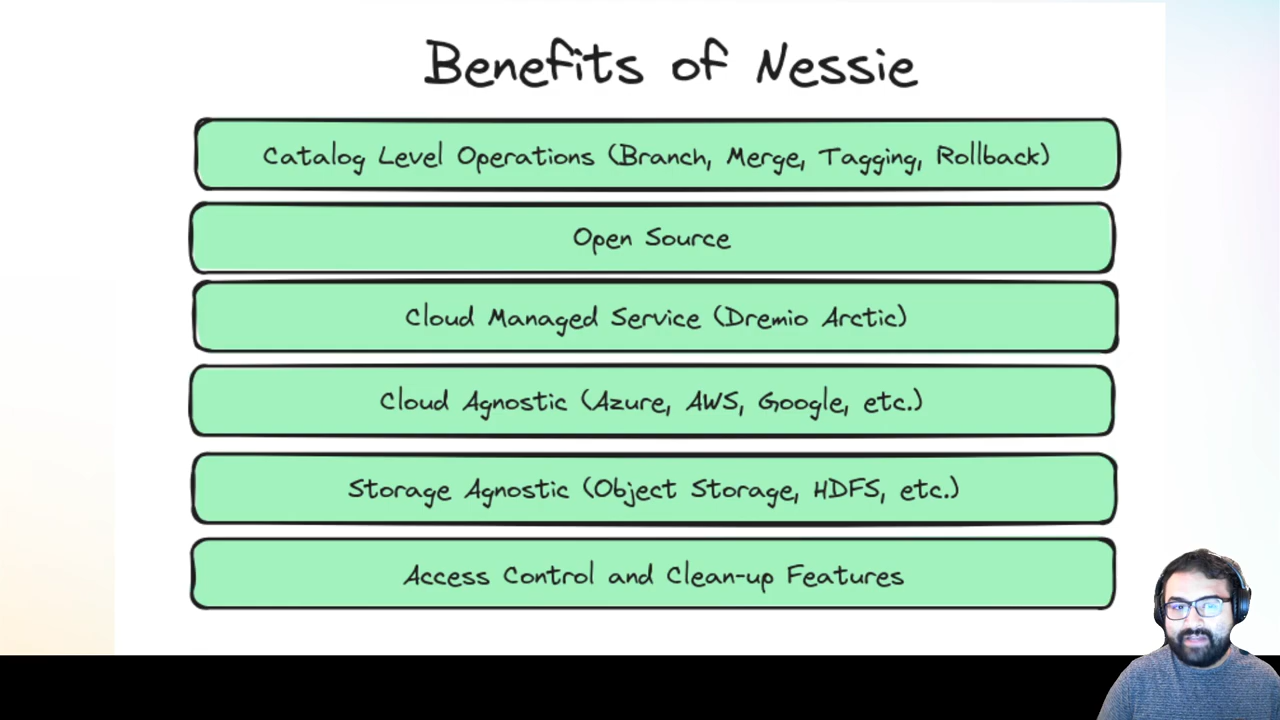 Benefits of Nessie
Catalog Level Operations (Branch, Merge, Tagging, Rollback)
Open Source
Cloud Managed Service (Dremio Arctic)
Cloud Agnostic (Azure, AWS, Google, etc.)
Storage Agnostic (Object Storage, HDFS, etc.)
Access Control and Clean-up Features